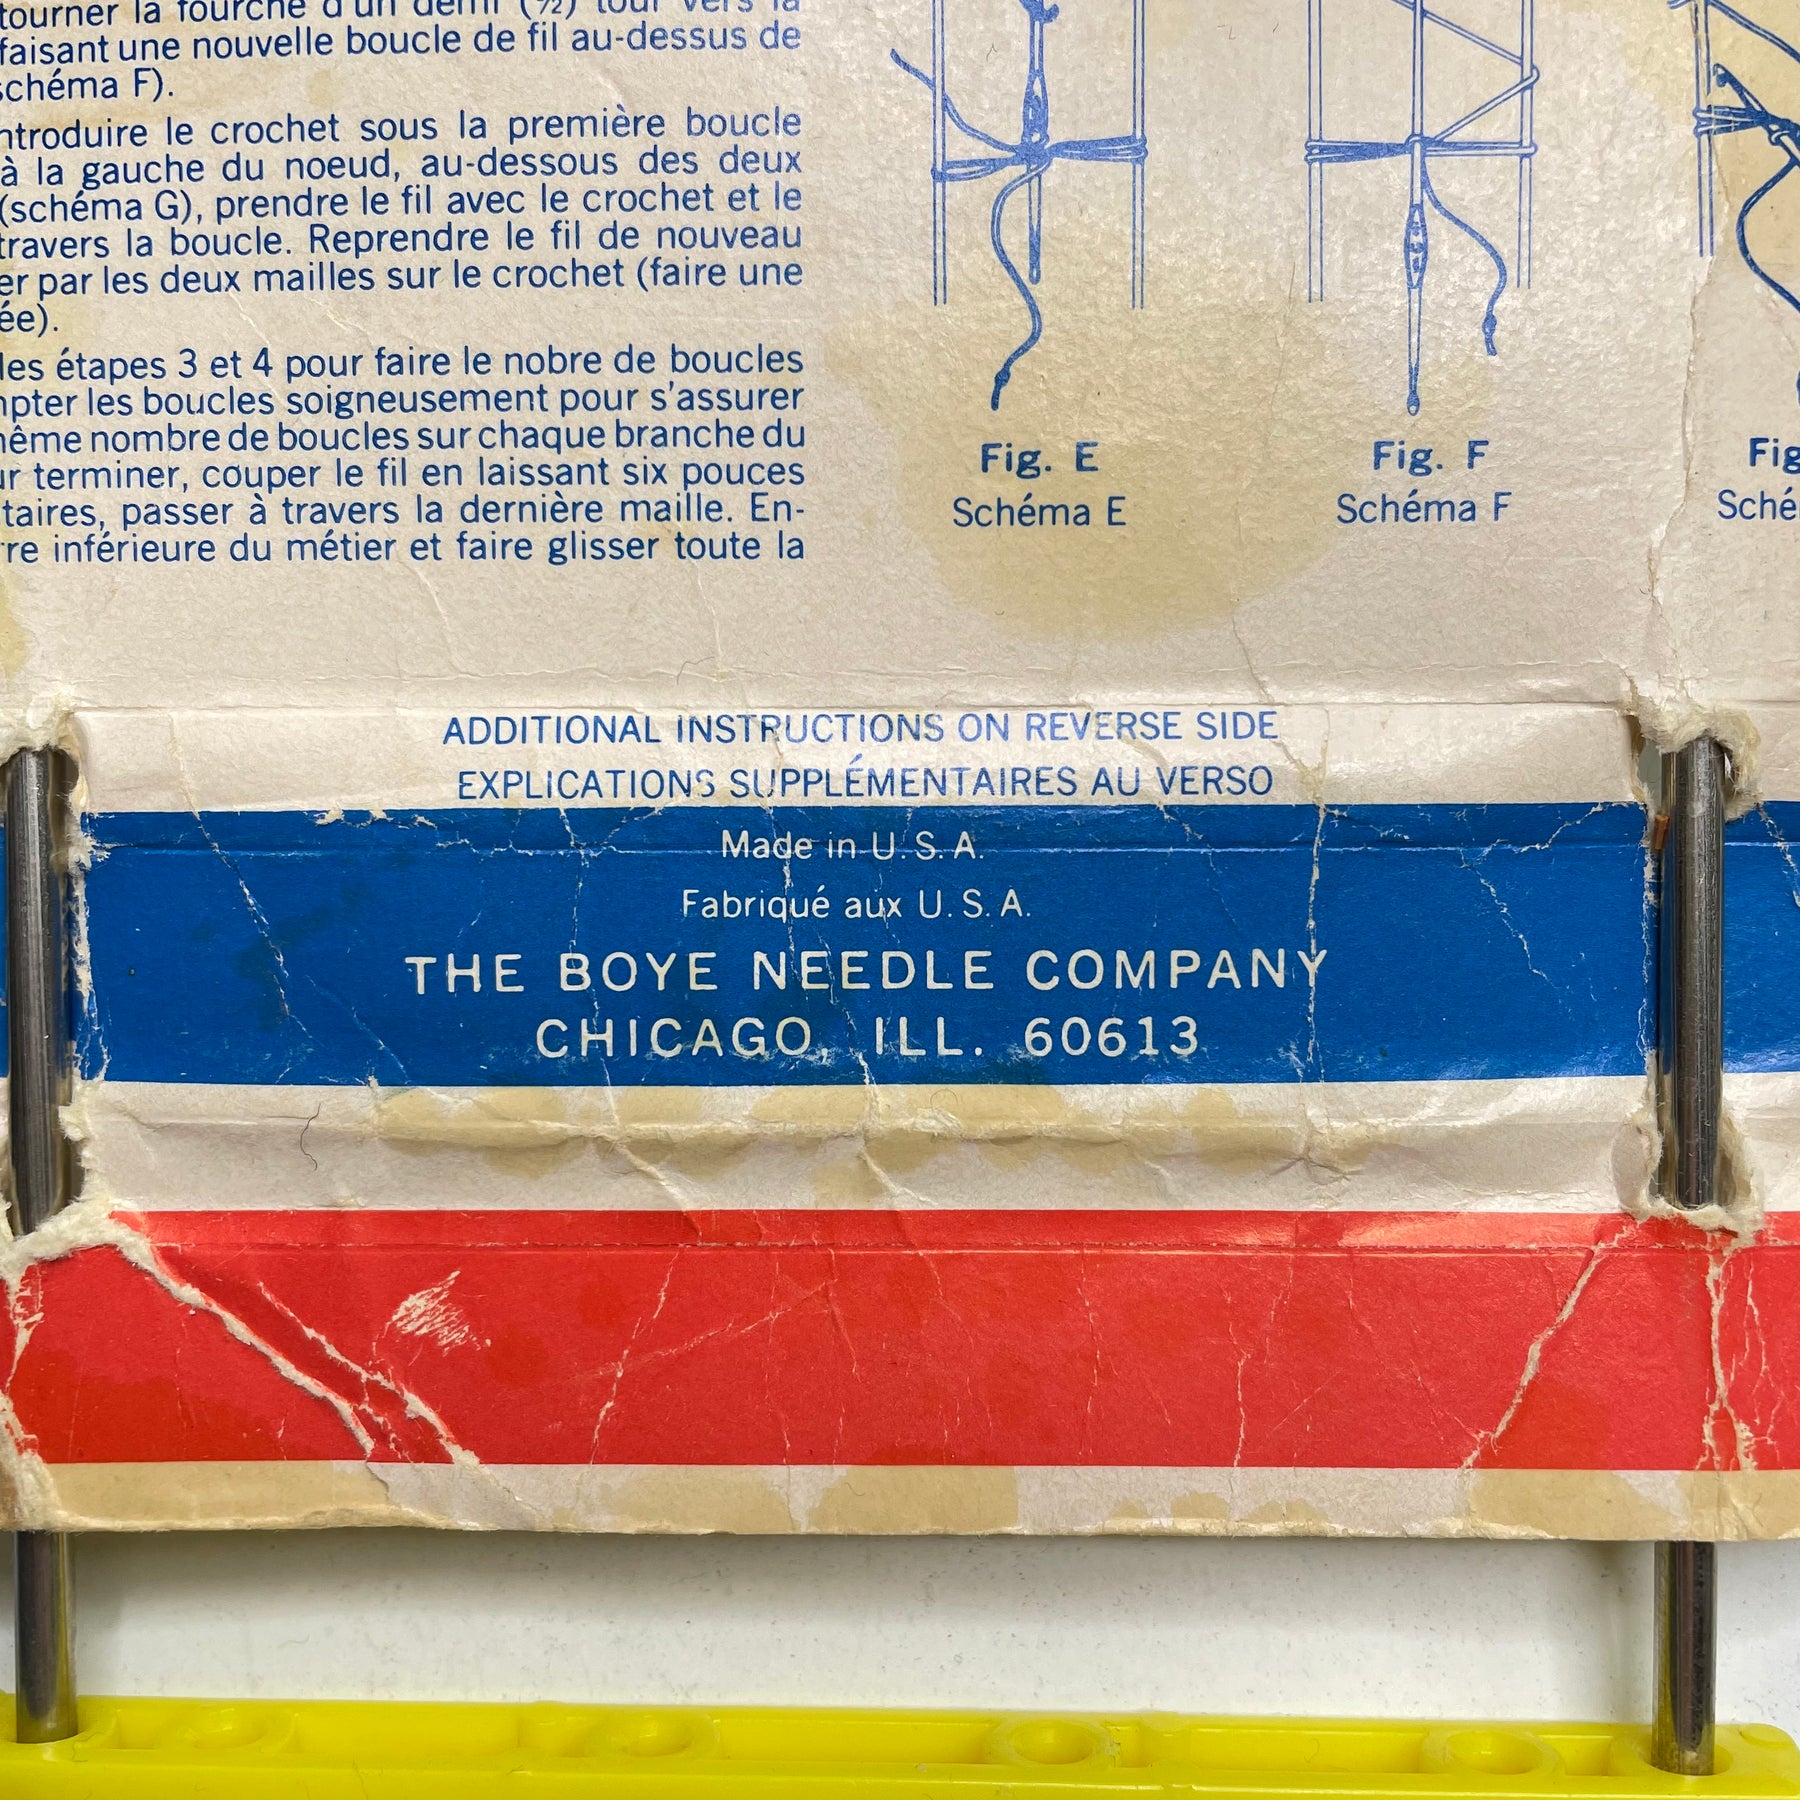 tourner la fourche d'un demi (½) tour vers la
faisant une nouvelle boucle de fil au-dessus de
schéma F).
ntroduire le crochet sous la première boucle
à la gauche du noeud, au-dessous des deux
(schéma G), prendre le fil avec le crochet et le
travers la boucle. Reprendre le fil de nouveau
er par les deux mailles sur le crochet (faire une
ée).
les étapes 3 et 4 pour faire le nobre de boucles
mpter les boucles soigneusement pour s'assurer
même nombre de boucles sur chaque branche du
ur terminer, couper le fil en laissant six pouces
taires, passer à travers la dernière maille. En-
rre inférieure du métier et faire glisser toute la
Fig. E
Schéma E
Fig. F
Schéma F
Fig
Sché
ADDITIONAL INSTRUCTIONS ON REVERSE SIDE
EXPLICATIONS SUPPLÉMENTAIRES AU VERSO
Made in U. S. A.
Fabriqué aux U. S. A.
THE BOYE NEEDLE COMPANY
CHICAGO, ILL. 60613